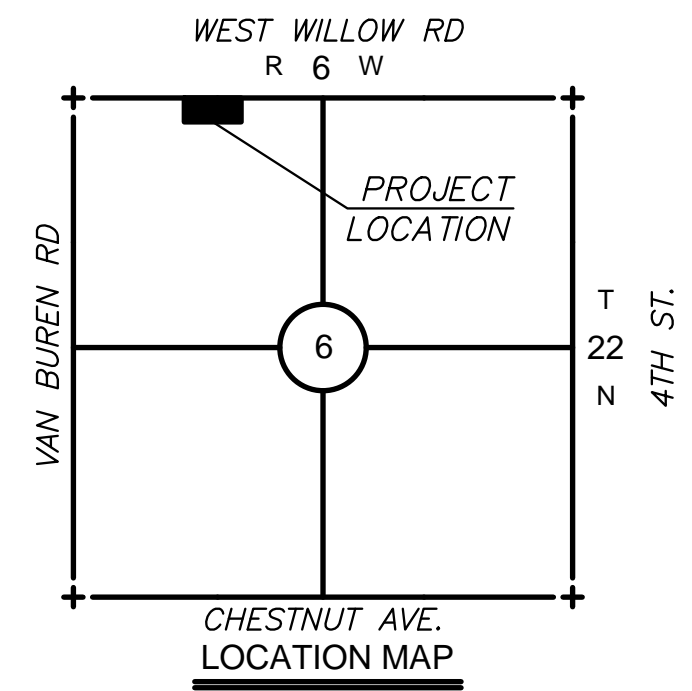 WEST WILLOW RD
R 6 W
PROJECT
LOCATION
VAN BUREN RD
6
T
22
N
4TH ST.
CHESTNUT AVE.
LOCATION MAP